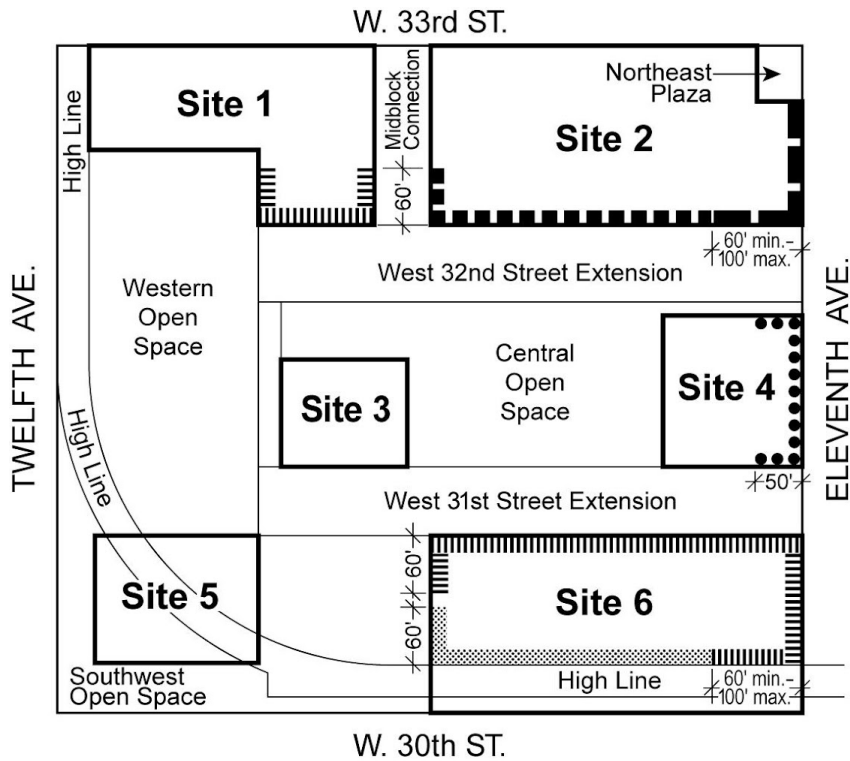 W. 33rd ST.
High Line
Site 1
Midblock
Connection
Northeast
Plaza
Site 2
60'
60' min.-
100' max.
West 32nd Street Extension
TWELFTH AVE.
Western
Open
Space
Central
Open
Space
Site 3
Site 4
ELEVENTH AVE.
High Line
50'
West 31st Street Extension
60'
60'
Site 5
Site 6
Southwest
Open Space
High Line
60' min.-
100' max.
W. 30th ST.